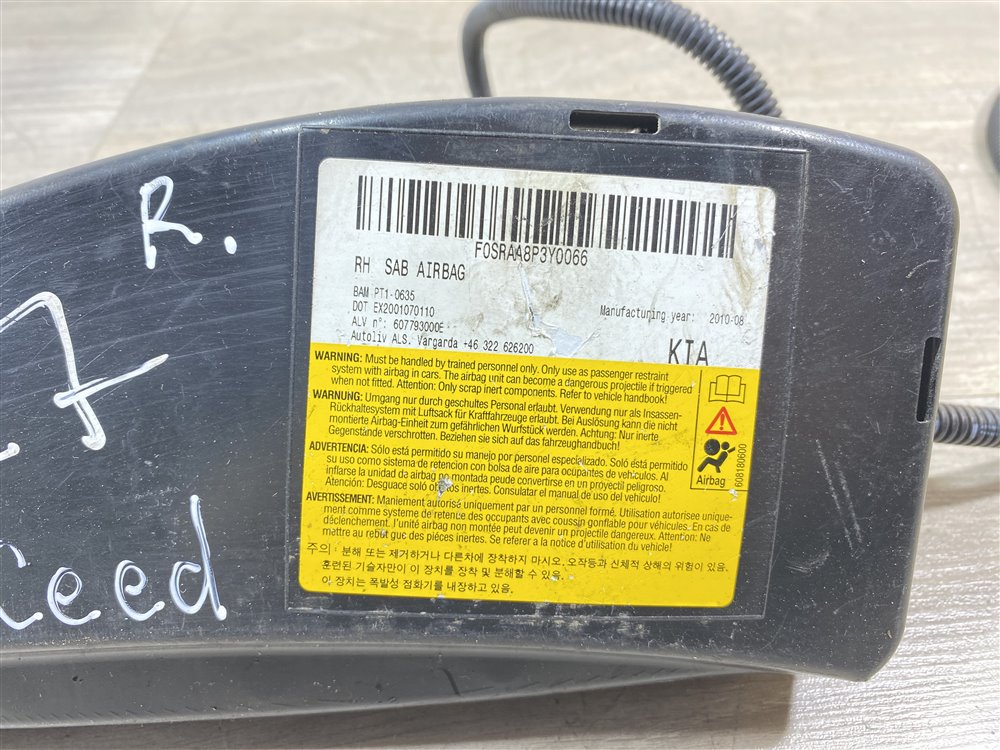 R.
7
Ceed
F0SRAA8P3Y0066
RH SAB AIRBAG
BAM PT1-0635
DOT EX2001070110
ALV n°: 607793000E
Autoliv ALS. Vargarda +46 322 626200
Manufacturing year: 2010-08
KIA
WARNING: Must be handled by trained personnel only. Only use as passenger restraint
system with airbag in cars. The airbag unit can become a dangerous projectile if triggered
when not fitted. Attention: Only scrap inert components. Refer to vehicle handbook!
WARNUNG: Umgang nur durch geschultes Personal erlaubt. Verwendung nur als Insassen-
Rückhaltesystem mit Luftsack für Kraftfahrzeuge erlaubt. Bei Auslösung kann die nicht
montierte Airbag-Einheit zum gefährlichen Wurfstück werden. Achtung: Nur inerte
Gegenstände verschrotten. Beziehen sie sich auf das fahrzeughandbuch!
ADVERTENCIA: Sólo está permitido su manejo por personel especializado. Soló está permitido
su uso como sistema de retencion con bolsa de aire para ocupantes de vehículos. Al
inflarse la unidad da airbag no montada peude convertirse en un proyectil peligroso.
Atención: Desguace soló objetos inertes. Consulatar el manual de uso del vehículo!
AVERTISSEMENT: Maniement autorisé uniquement par un personnel formé. Utilisation autorisee unique-
ment comme systeme de retenze des occupants avec coussin gonflable pour véhicules. En cas de
déclenchement. J'unité airbag non montée peut devenir un projectile dangereux. Attention: Ne
mettre au rebut que des piéces inertes. Se referer a la notice d'utilisation du vehicle!
주의 : 분해 또는 제거하거나 다른차에 장착하지 마시오. 오작동과 신체적 상해의 위험이 있음.
훈련된 기술자만이 이 장치를 장착 및 분해할 수 있음.
이 장치는 폭발성 점화기를 내장하고 있음.
Airbag
608180600